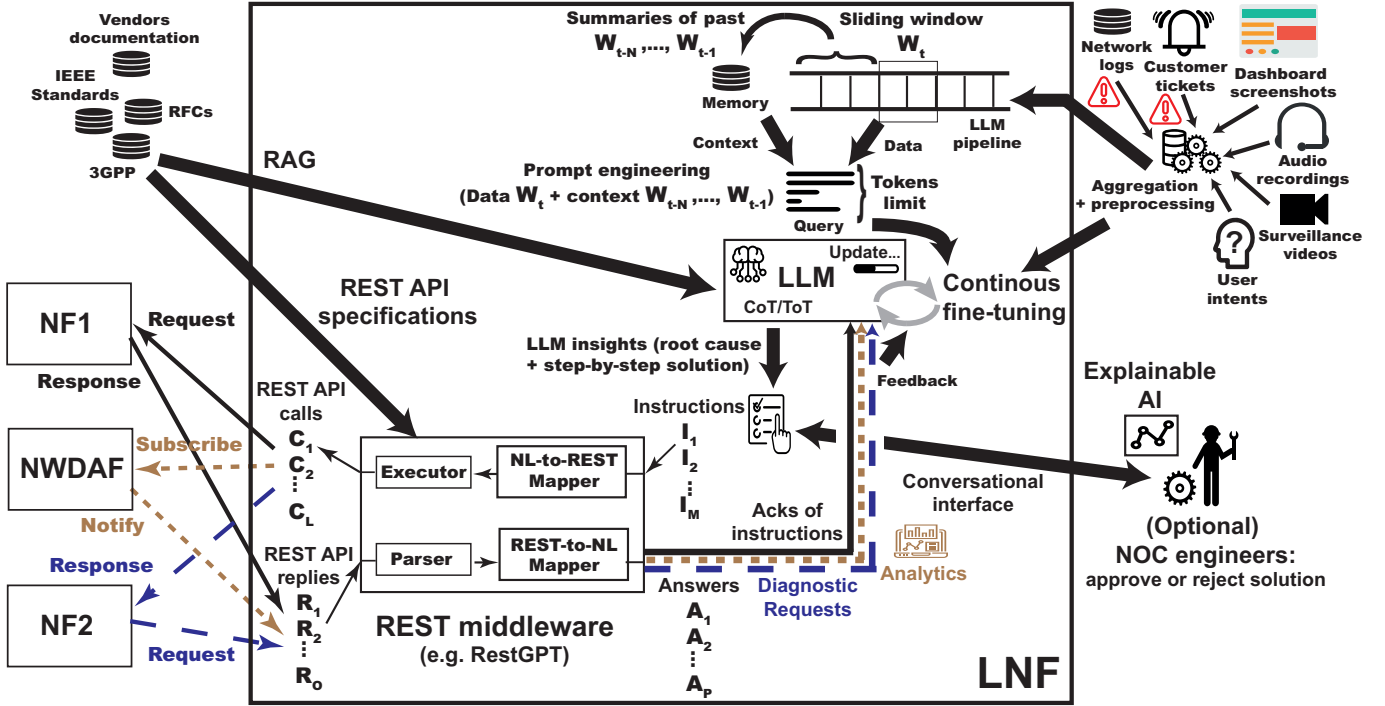 Vendors
documentation
IEEE
Standards
RFCs
3GPP
RAG
REST API
specifications
Summaries of past
W t-N ,..., W t-1
Sliding window
W t
Memory
LLM
pipeline
Context
Data
Prompt engineering
(Data W t + context W t-N ,..., W t-1)
Tokens
limit
Query
Update...
LLM
CoT/ToT
Continous
fine-tuning
Feedback
LLM insights (root cause
+ step-by-step solution)
Network
logs
Customer
tickets
Dashboard
screenshots
Audio
recordings
Aggregation
+ preprocessing
Surveillance
videos
?
User
intents
NF1
Request
Response
NWDAF
Subscribe
Notify
NF2
Response
Request
REST API
calls
C 1
C 2
C L
REST API
replies
R 1
R 2
R O
Executor
NL-to-REST
Mapper
Parser
REST-to-NL
Mapper
REST middleware
(e.g. RestGPT)
Instructions
I 1
I 2
I M
Acks of
instructions
Answers
A 1
A 2
A P
Diagnostic
Requests
Analytics
Conversational
interface
Explainable
AI
(Optional)
NOC engineers:
approve or reject solution
LNF